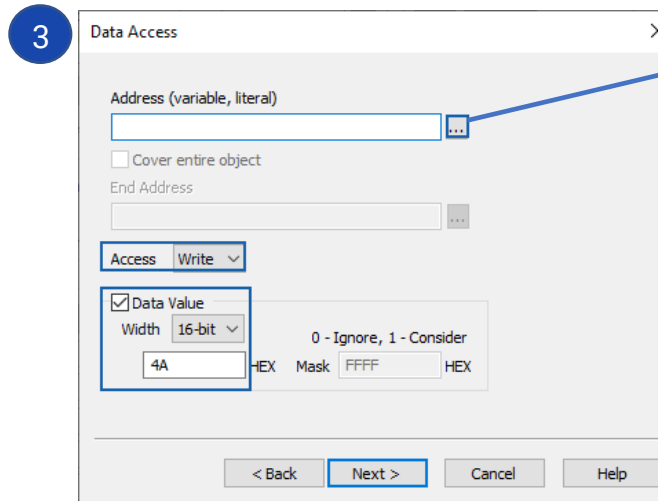 3
Data Access
Address (variable, literal)
...
Cover entire object
End Address
...
Access Write
Data Value
Width 16-bit
0 - Ignore, 1 - Consider
4A HEX Mask FFFF HEX
< Back Next > Cancel Help